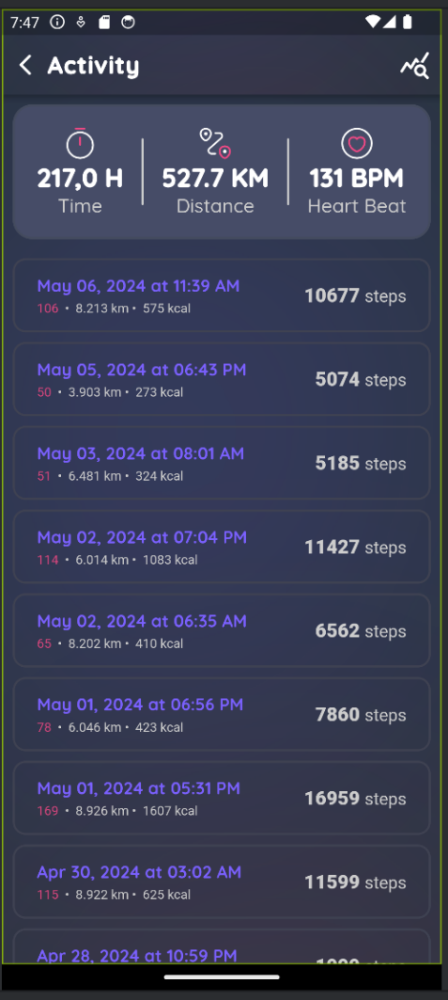 7:47
Activity
217,0 H
527.7 KM
131 BPM
Time
Distance
Heart Beat
May 06, 2024 at 11:39 AM
106 • 8.213 km • 575 kcal
10677 steps
May 05, 2024 at 06:43 PM
50 • 3.903 km • 273 kcal
5074 steps
May 03, 2024 at 08:01 AM
51 • 6.481 km • 324 kcal
5185 steps
May 02, 2024 at 07:04 PM
114 • 6.014 km • 1083 kcal
11427 steps
May 02, 2024 at 06:35 AM
65 • 8.202 km • 410 kcal
6562 steps
May 01, 2024 at 06:56 PM
78 • 6.046 km • 423 kcal
7860 steps
May 01, 2024 at 05:31 PM
169 • 8.926 km • 1607 kcal
16959 steps
Apr 30, 2024 at 03:02 AM
115 • 8.922 km • 625 kcal
11599 steps
Apr 28, 2024 at 10:59 PM
steps